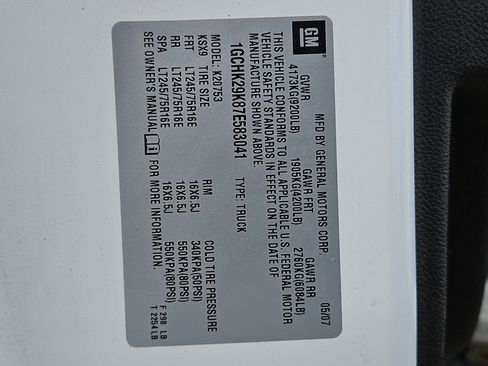 GM
MFD BY GENERAL MOTORS CORP 05/07
GVWR GAWR FRT GAWR RR
4173KG(9200LB) 1905KG(4200LB) 2760KG(6084LB)
THIS VEHICLE CONFORMS TO ALL APPLICABLE U.S. FEDERAL MOTOR
VEHICLE SAFETY STANDARDS IN EFFECT ON THE DATE OF
MANUFACTURE SHOWN ABOVE.
1GCHK29K87E583041 TYPE: TRUCK
MODEL: K20753
KSX9 TIRE SIZE RIM COLD TIRE PRESSURE
FRT LT245/75R16E 16X6.5J 340KPA(50PSI)
RR LT245/75R16E 16X6.5J 550KPA(80PSI)
SPA LT245/75R16E 16X6.5J 550KPA(80PSI)
SEE OWNER'S MANUAL FOR MORE INFORMATION. F 298 LB
T 2254 LB